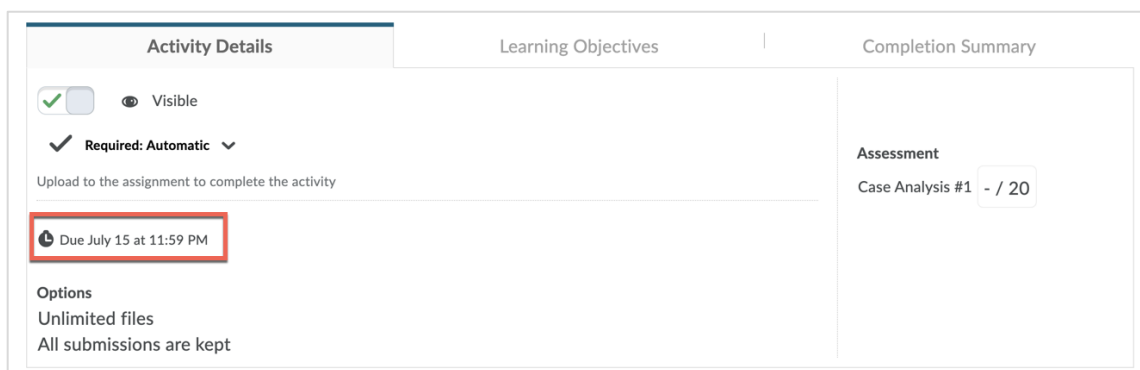 Activity Details
Learning Objectives
Completion Summary
Visible
Required: Automatic
Upload to the assignment to complete the activity
Due July 15 at 11:59 PM
Options
Unlimited files
All submissions are kept
Assessment
Case Analysis #1 - / 20